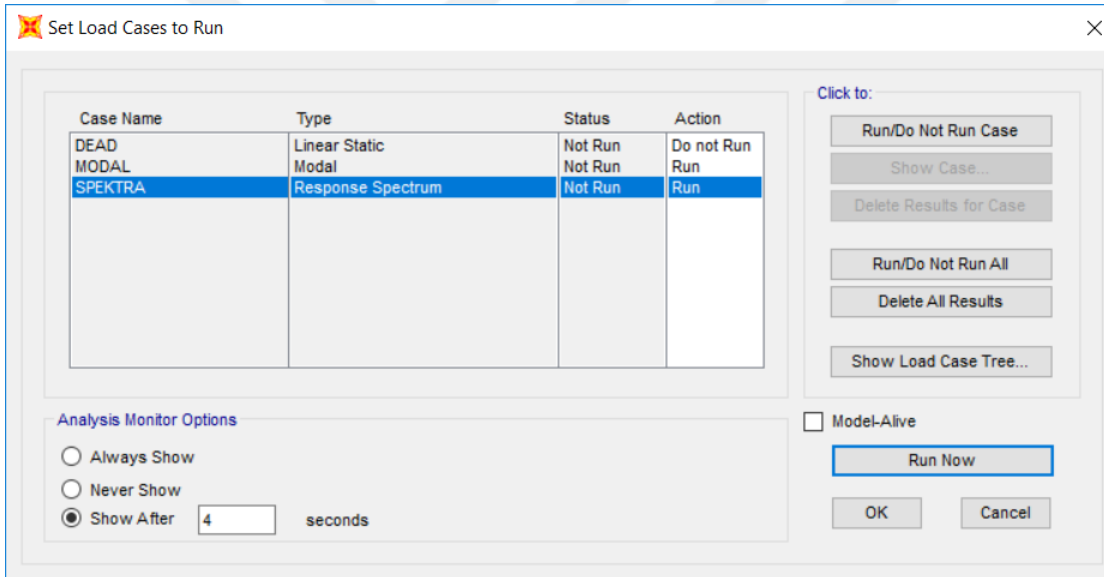 Set Load Cases to Run
Case Name Type Status Action
DEAD Linear Static Not Run Do not Run
MODAL Modal Not Run Run
SPEKTRA Response Spectrum Not Run Run
Click to:
Run/Do Not Run Case
Show Case...
Delete Results for Case
Run/Do Not Run All
Delete All Results
Show Load Case Tree...
Analysis Monitor Options
Always Show
Never Show
Show After 4 seconds
Model-Alive
Run Now
OK Cancel